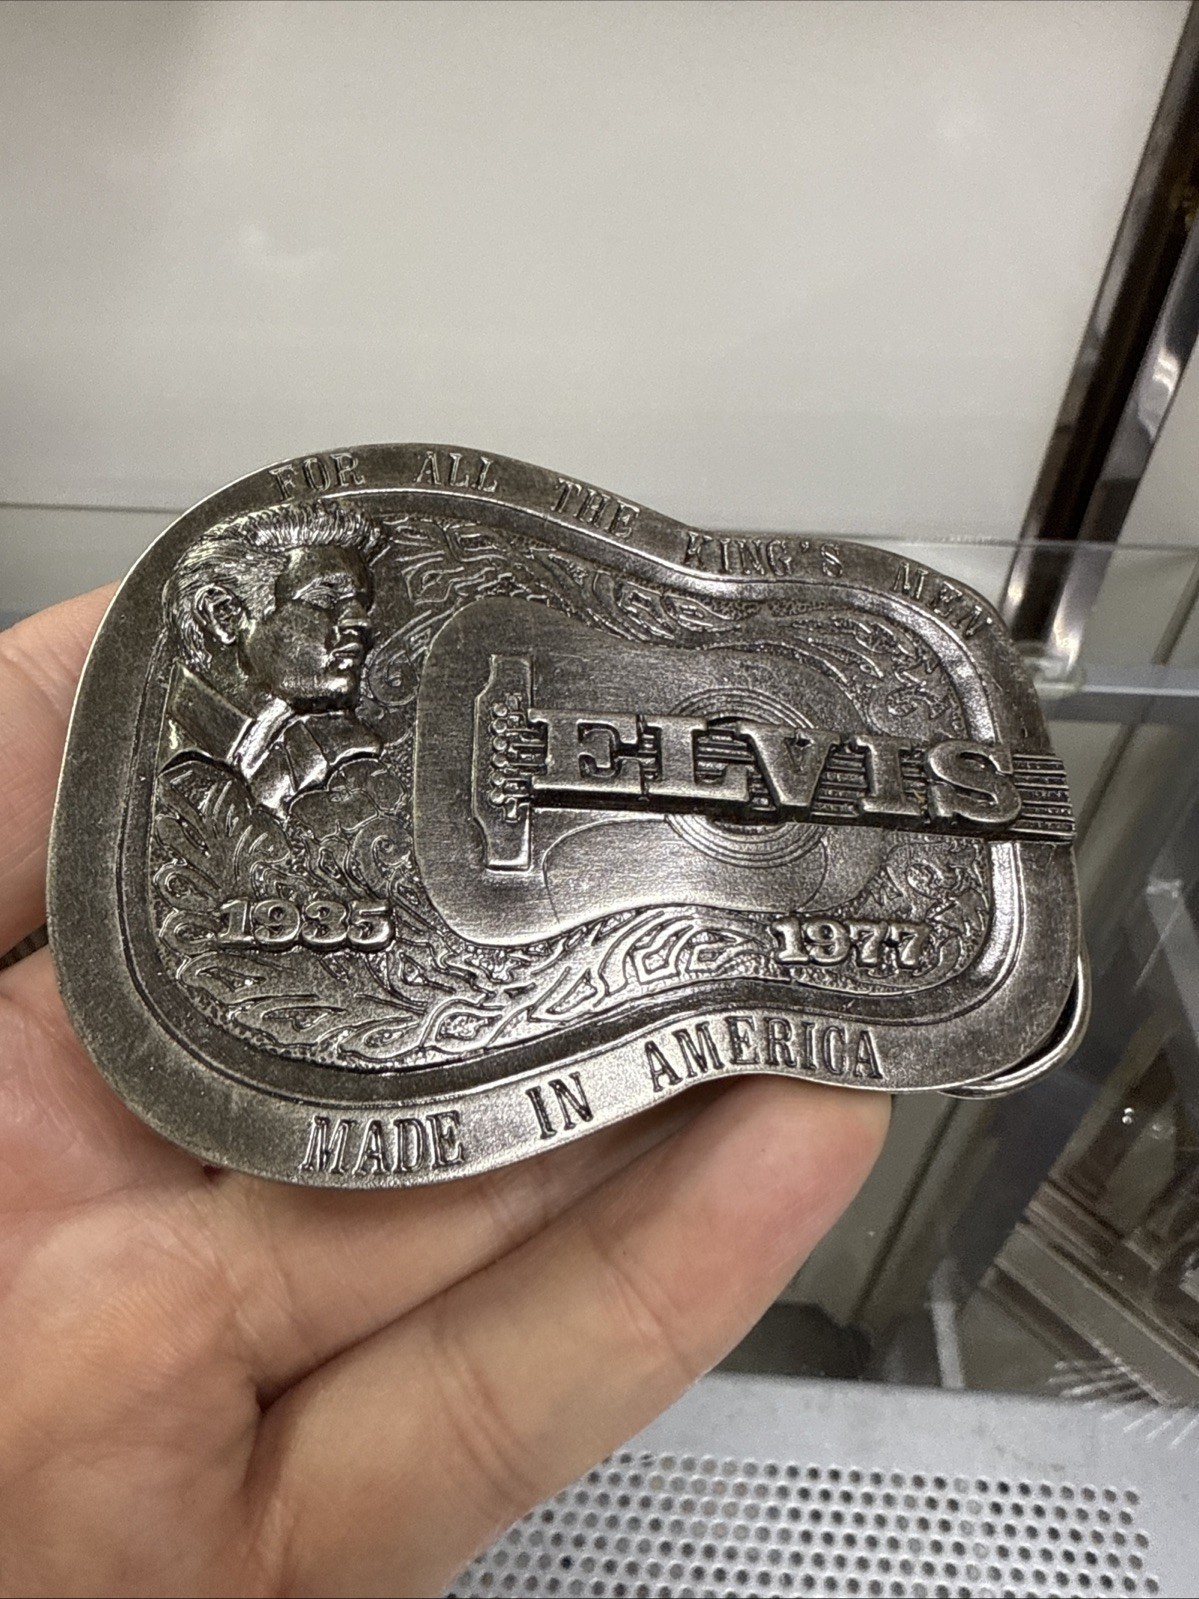 FOR ALL THE KING'S MEN
ELVIS
1935
1977
MADE IN AMERICA